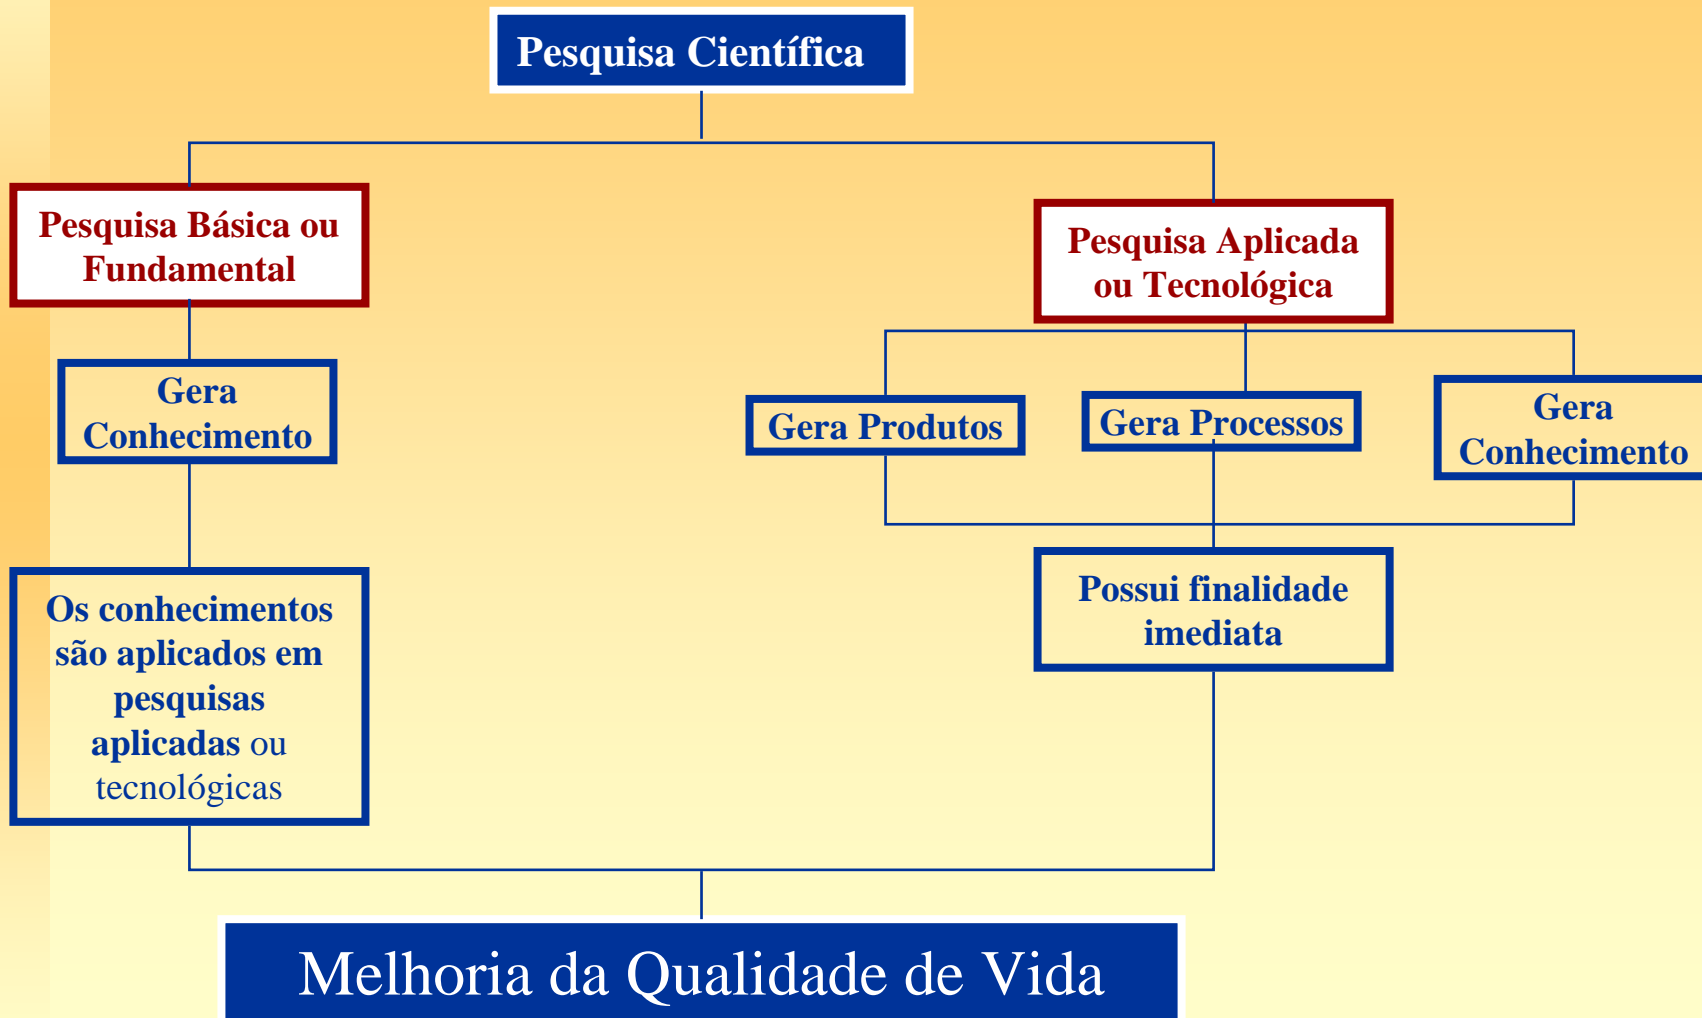 Pesquisa Científica
Pesquisa Básica ou
Fundamental
Pesquisa Aplicada
ou Tecnológica
Gera
Conhecimento
Gera Produtos
Gera Processos
Gera
Conhecimento
Os conhecimentos
são aplicados em
pesquisas
aplicadas ou
tecnológicas
Possui finalidade
imediata
Melhoria da Qualidade de Vida